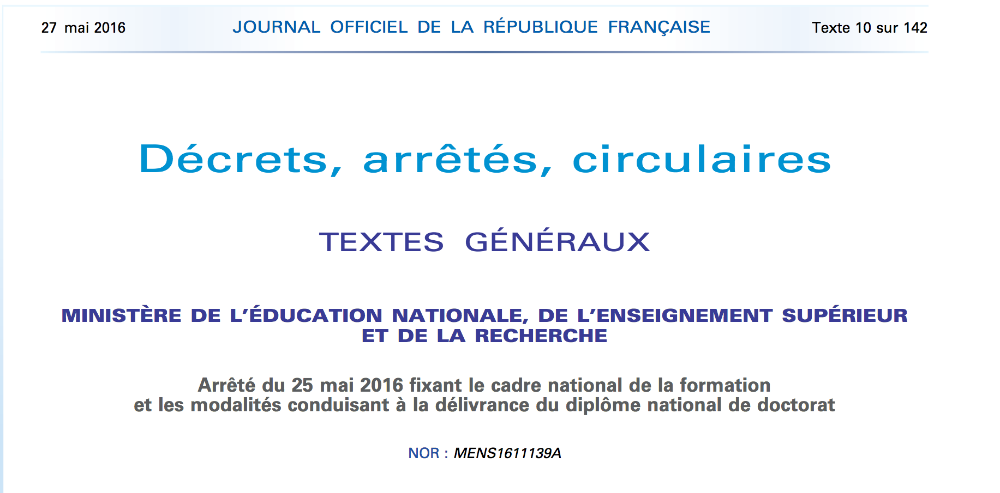 27 mai 2016 JOURNAL OFFICIEL DE LA RÉPUBLIQUE FRANÇAISE Texte 10 sur 142
Décrets, arrêtés, circulaires
TEXTES GÉNÉRAUX
MINISTÈRE DE L’ÉDUCATION NATIONALE, DE L’ENSEIGNEMENT SUPÉRIEUR
ET DE LA RECHERCHE
Arrêté du 25 mai 2016 fixant le cadre national de la formation
et les modalités conduisant à la délivrance du diplôme national de doctorat
NOR : MENS1611139A